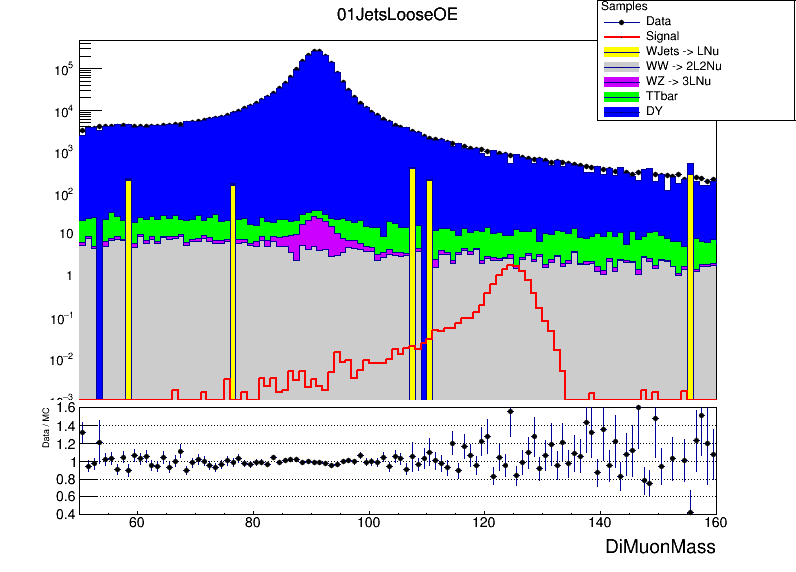 01JetsLooseOE
Samples
Data
Signal
WJets -> LNu
WW -> 2L2Nu
WZ -> 3LNu
TTbar
DY
10^5
10^4
10^3
10^2
10
1
10^-1
10^-2
10^-3
Data / MC
1.6
1.4
1.2
1
0.8
0.6
0.4
60 80 100 120 140 160
DiMuonMass